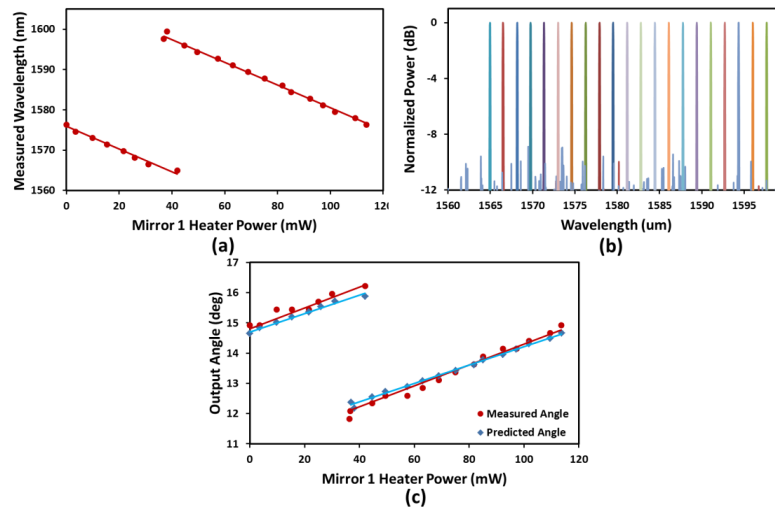 (a)
1600
1590
1580
1570
1560
Measured Wavelength (nm)
0 20 40 60 80 100 120
Mirror 1 Heater Power (mW)
(a)
(b)
0
-4
-8
-12
Normalized Power (dB)
1560 1565 1570 1575 1580 1585 1590 1595
Wavelength (um)
(b)
17
16
15
14
13
12
11
Output Angle (deg)
Measured Angle
Predicted Angle
0 20 40 60 80 100 120
Mirror 1 Heater Power (mW)
(c)